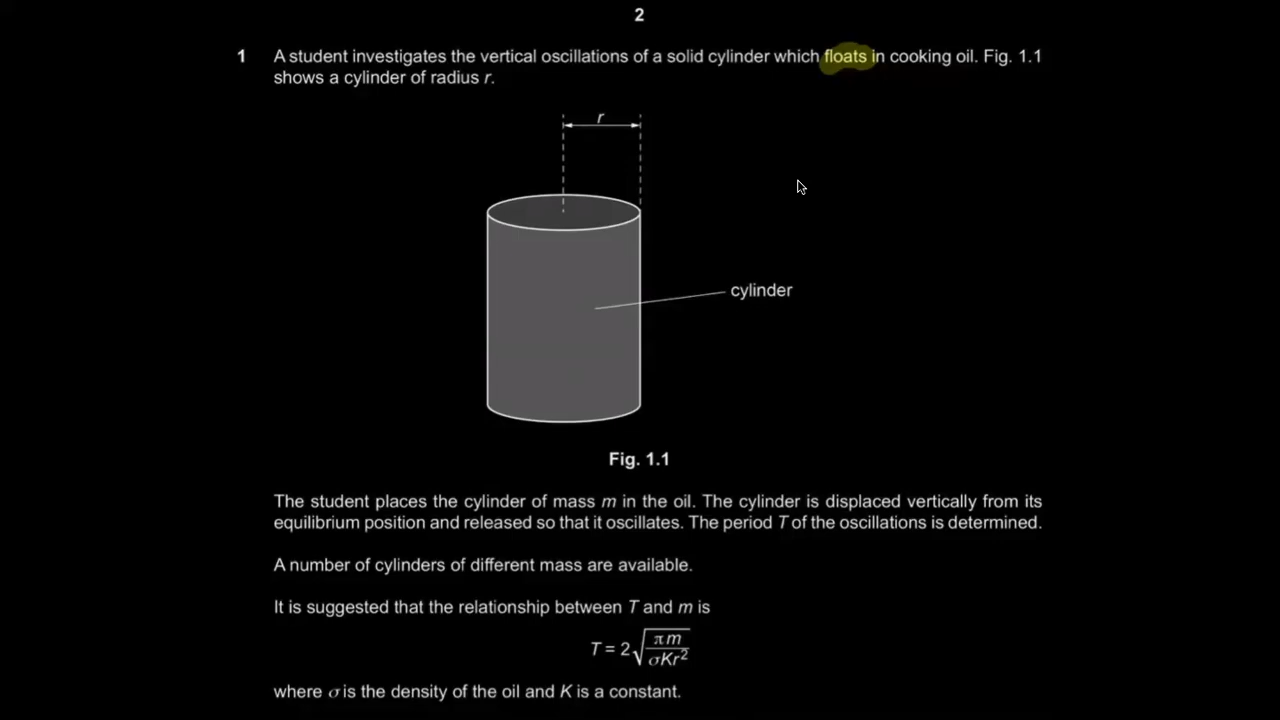 2
1 A student investigates the vertical oscillations of a solid cylinder which floats in cooking oil. Fig. 1.1
shows a cylinder of radius r.
r
cylinder
Fig. 1.1
The student places the cylinder of mass m in the oil. The cylinder is displaced vertically from its
equilibrium position and released so that it oscillates. The period T of the oscillations is determined.
A number of cylinders of different mass are available.
It is suggested that the relationship between T and m is
T = 2√(πm/σKr²)
where σ is the density of the oil and K is a constant.